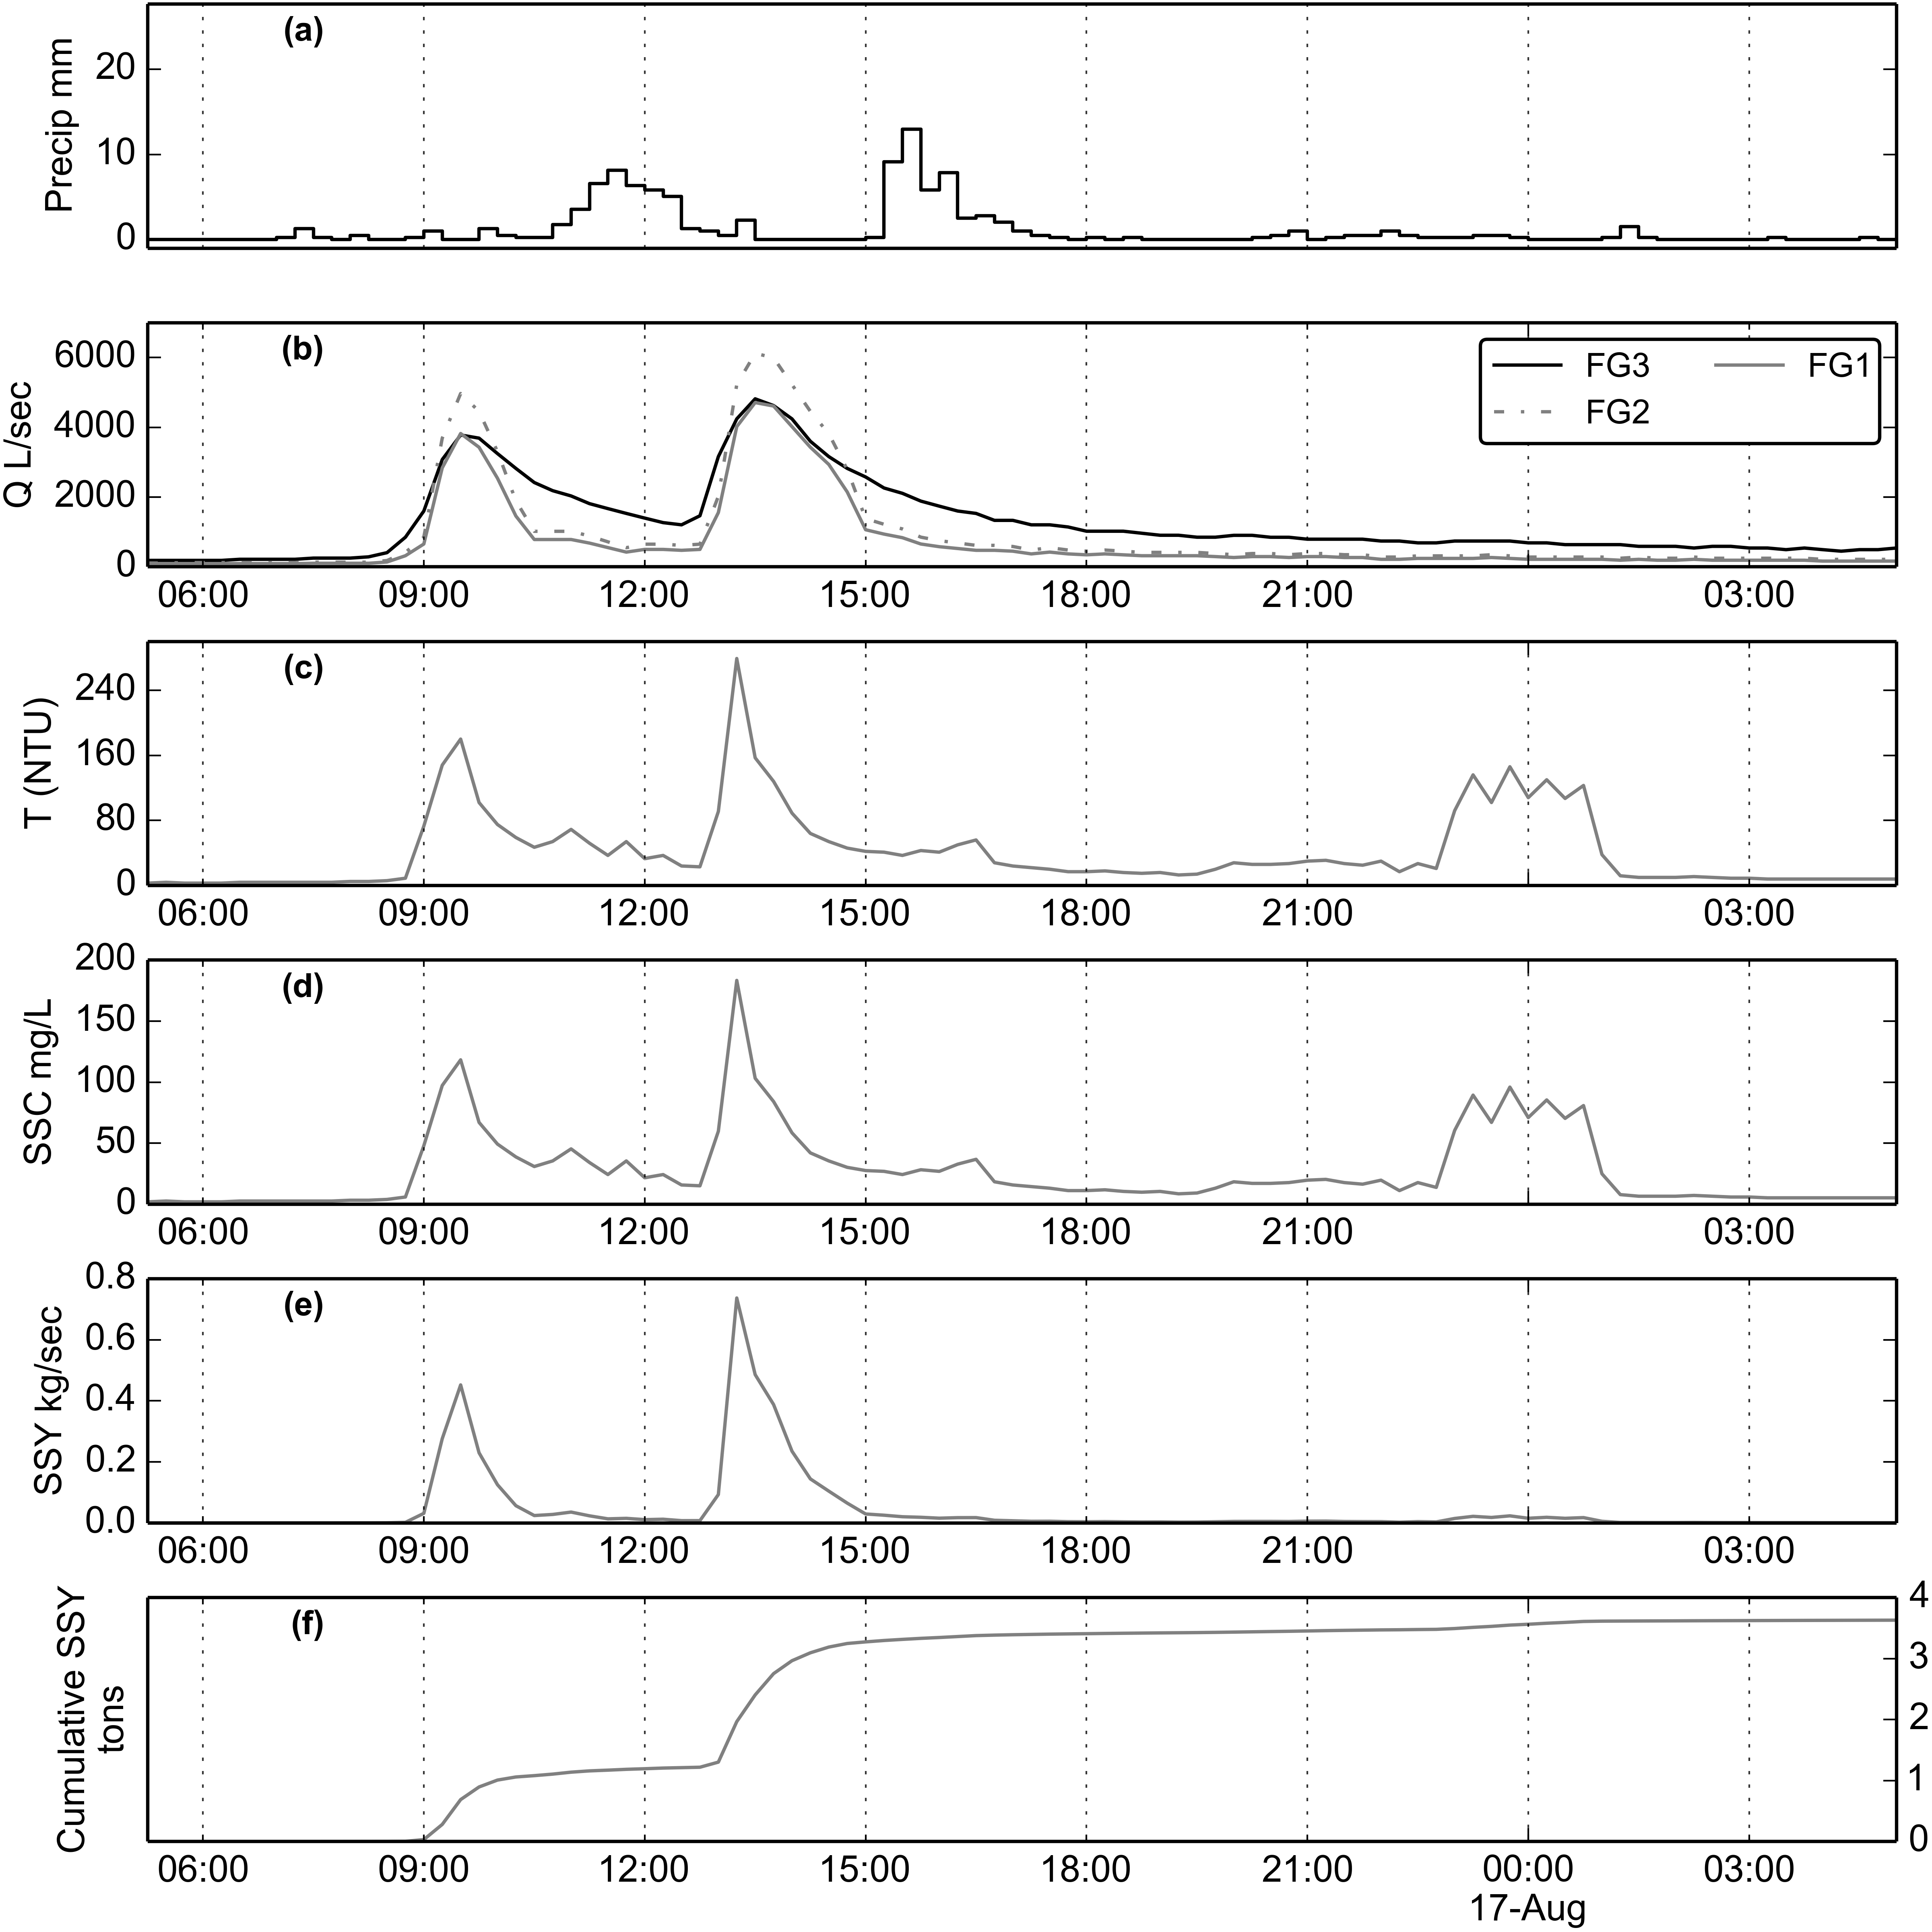 (a)
Precip mm
20
10
0
(b)
Q L/sec
6000
4000
2000
0
FG3 FG1
FG2
06:00 09:00 12:00 15:00 18:00 21:00 03:00
(c)
T (NTU)
240
160
80
0
06:00 09:00 12:00 15:00 18:00 21:00 03:00
(d)
SSC mg/L
200
150
100
50
0
06:00 09:00 12:00 15:00 18:00 21:00 03:00
(e)
SSY kg/sec
0.8
0.6
0.4
0.2
0.0
06:00 09:00 12:00 15:00 18:00 21:00 03:00
(f)
Cumulative SSY
tons
4
3
2
1
0
06:00 09:00 12:00 15:00 18:00 21:00 00:00 03:00
17-Aug